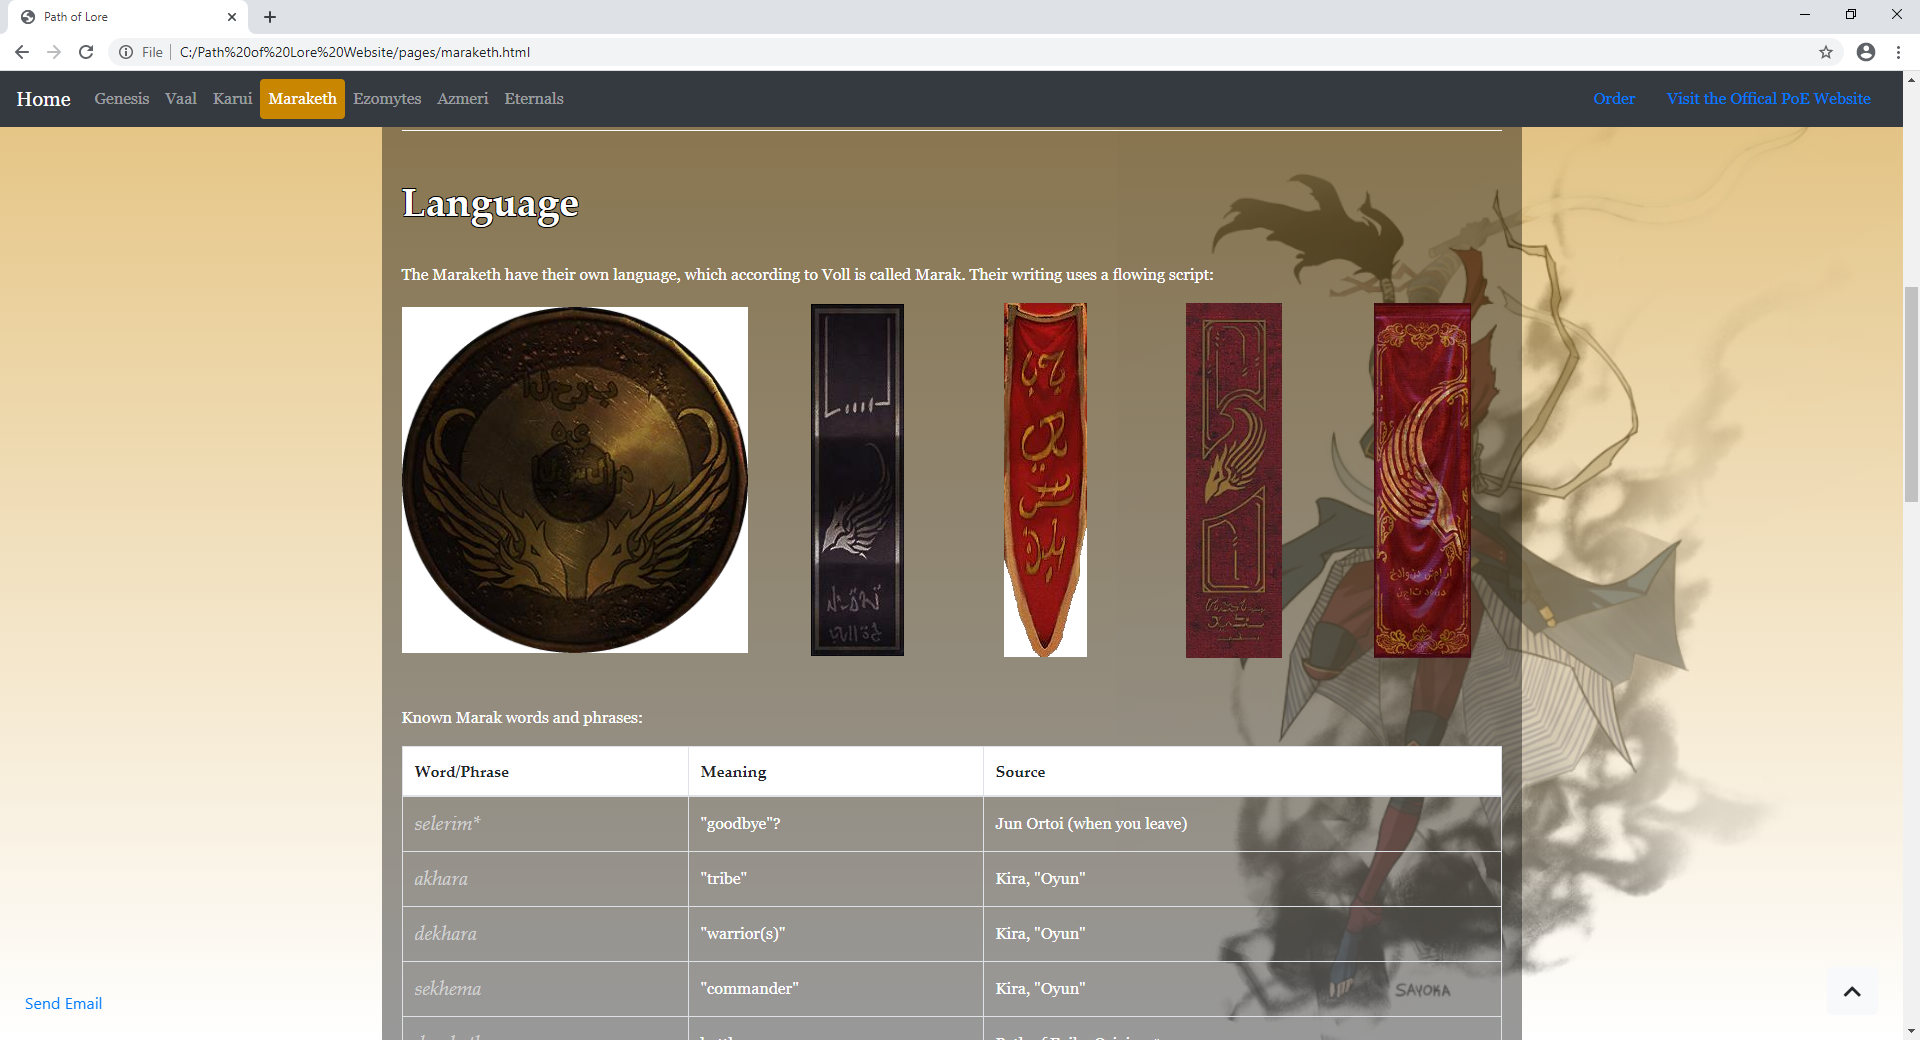 Path of Lore
File
C:/Path%20of%20Lore%20Website/pages/maraketh.html
Home Genesis Vaal Karui Maraketh Ezomytes Azmeri Eternals Order Visit the Offical PoE Website
Language
The Maraketh have their own language, which according to Voll is called Marak. Their writing uses a flowing script:
الحرب
هي
السلام
Known Marak words and phrases:
Word/Phrase Meaning Source
selerim* "goodbye"? Jun Ortoi (when you leave)
akhara "tribe" Kira, "Oyun"
dekhara "warrior(s)" Kira, "Oyun"
sekhema "commander" Kira, "Oyun"
SAYOKA
Send Email